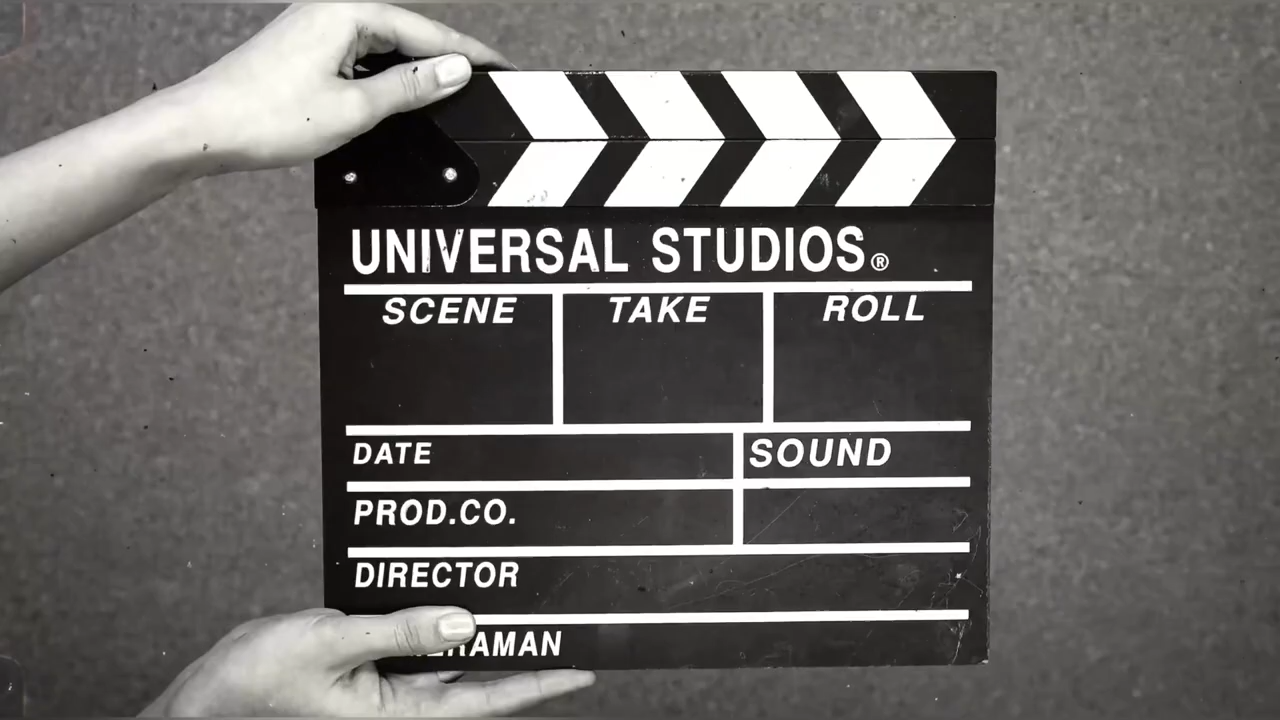 UNIVERSAL STUDIOS®
SCENE TAKE ROLL
DATE SOUND
PROD.CO.
DIRECTOR